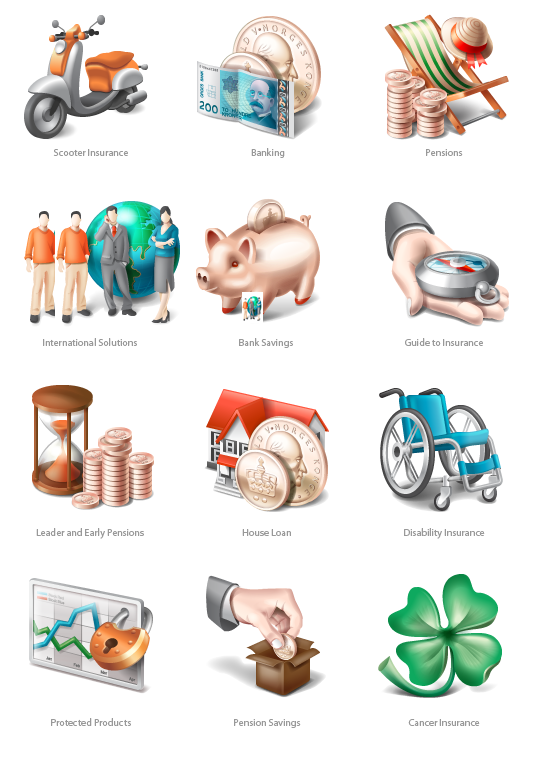 Scooter Insurance
200
Banking
Pensions
International Solutions
Bank Savings
Guide to Insurance
Leader and Early Pensions
House Loan
Disability Insurance
Protected Products
Pension Savings
Cancer Insurance